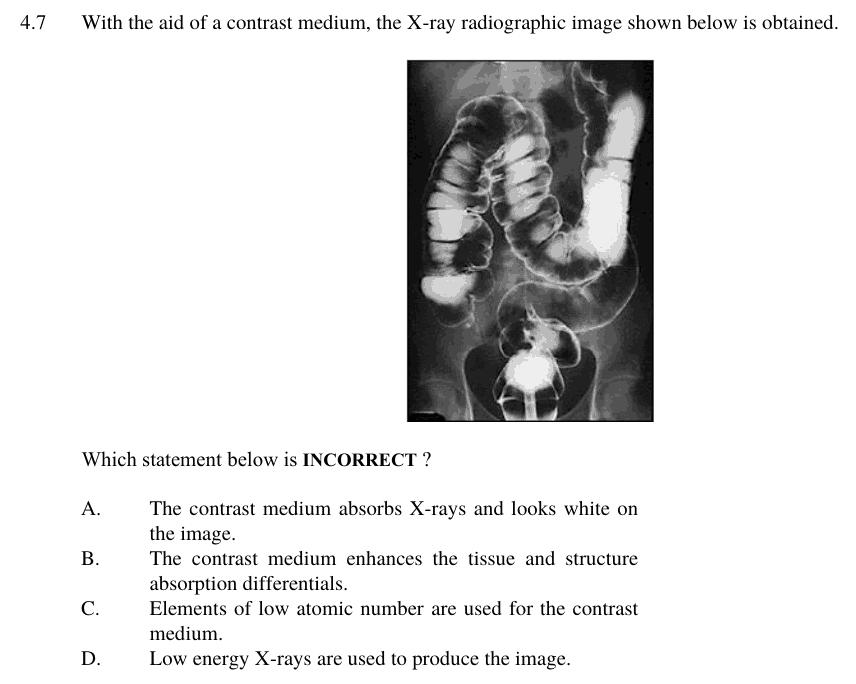 4.7 With the aid of a contrast medium, the X-ray radiographic image shown below is obtained.
Which statement below is INCORRECT ?
A. The contrast medium absorbs X-rays and looks white on
the image.
B. The contrast medium enhances the tissue and structure
absorption differentials.
C. Elements of low atomic number are used for the contrast
medium.
D. Low energy X-rays are used to produce the image.